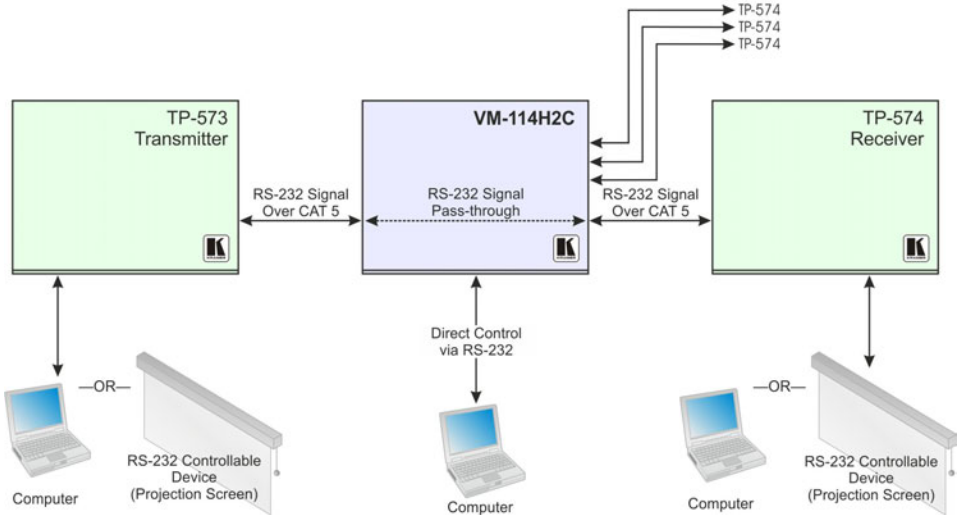 TP-574
TP-574
TP-574
TP-573
Transmitter
VM-114H2C
TP-574
Receiver
RS-232 Signal
Over CAT 5
RS-232 Signal
Pass-through
RS-232 Signal
Over CAT 5
Direct Control
via RS-232
—OR—
—OR—
RS-232 Controllable
Device
(Projection Screen)
RS-232 Controllable
Device
(Projection Screen)
Computer
Computer
Computer